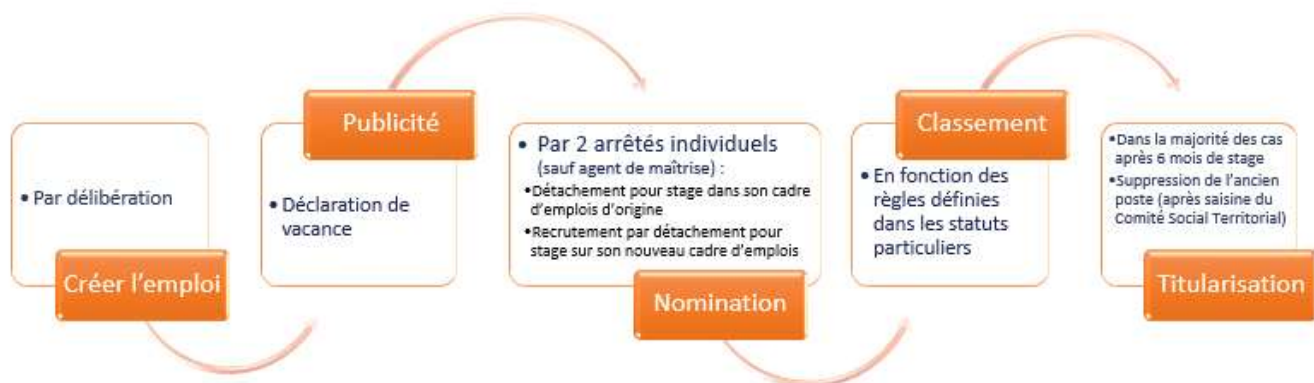 • Par délibération
Créer l'emploi
Publicité
• Déclaration de
vacance
• Par 2 arrêtés individuels
(sauf agent de maîtrise) :
•Détachement pour stage dans son cadre
d'emplois d'origine
•Recrutement par détachement pour
stage sur son nouveau cadre d'emplois
Nomination
Classement
• En fonction des
règles définies
dans les statuts
particuliers
•Dans la majorité des cas
après 6 mois de stage
•Suppression de l'ancien
poste (après saisine du
Comité Social Territorial)
Titularisation